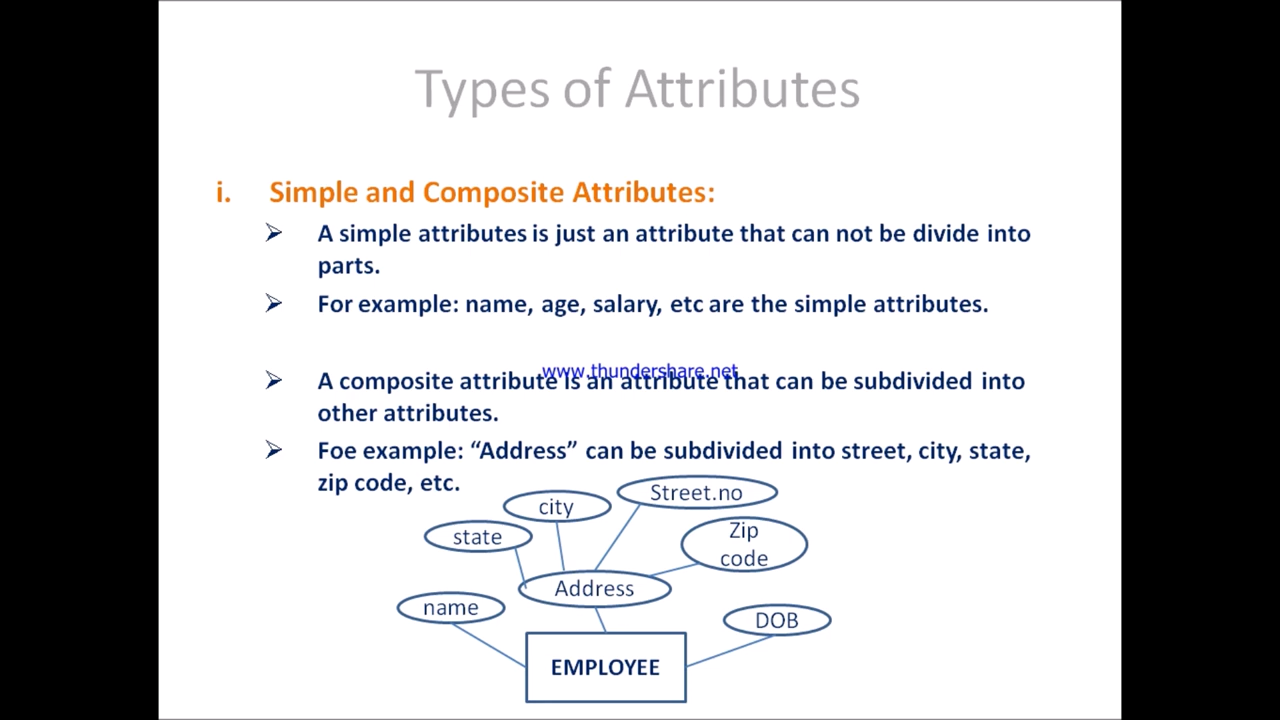 Types of Attributes
i. Simple and Composite Attributes:
A simple attributes is just an attribute that can not be divide into
parts.
For example: name, age, salary, etc are the simple attributes.
www.thundershare.net
A composite attribute is an attribute that can be subdivided into
other attributes.
Foe example: “Address” can be subdivided into street, city, state,
zip code, etc.
Street.no
city
state
Zip
code
Address
name
DOB
EMPLOYEE